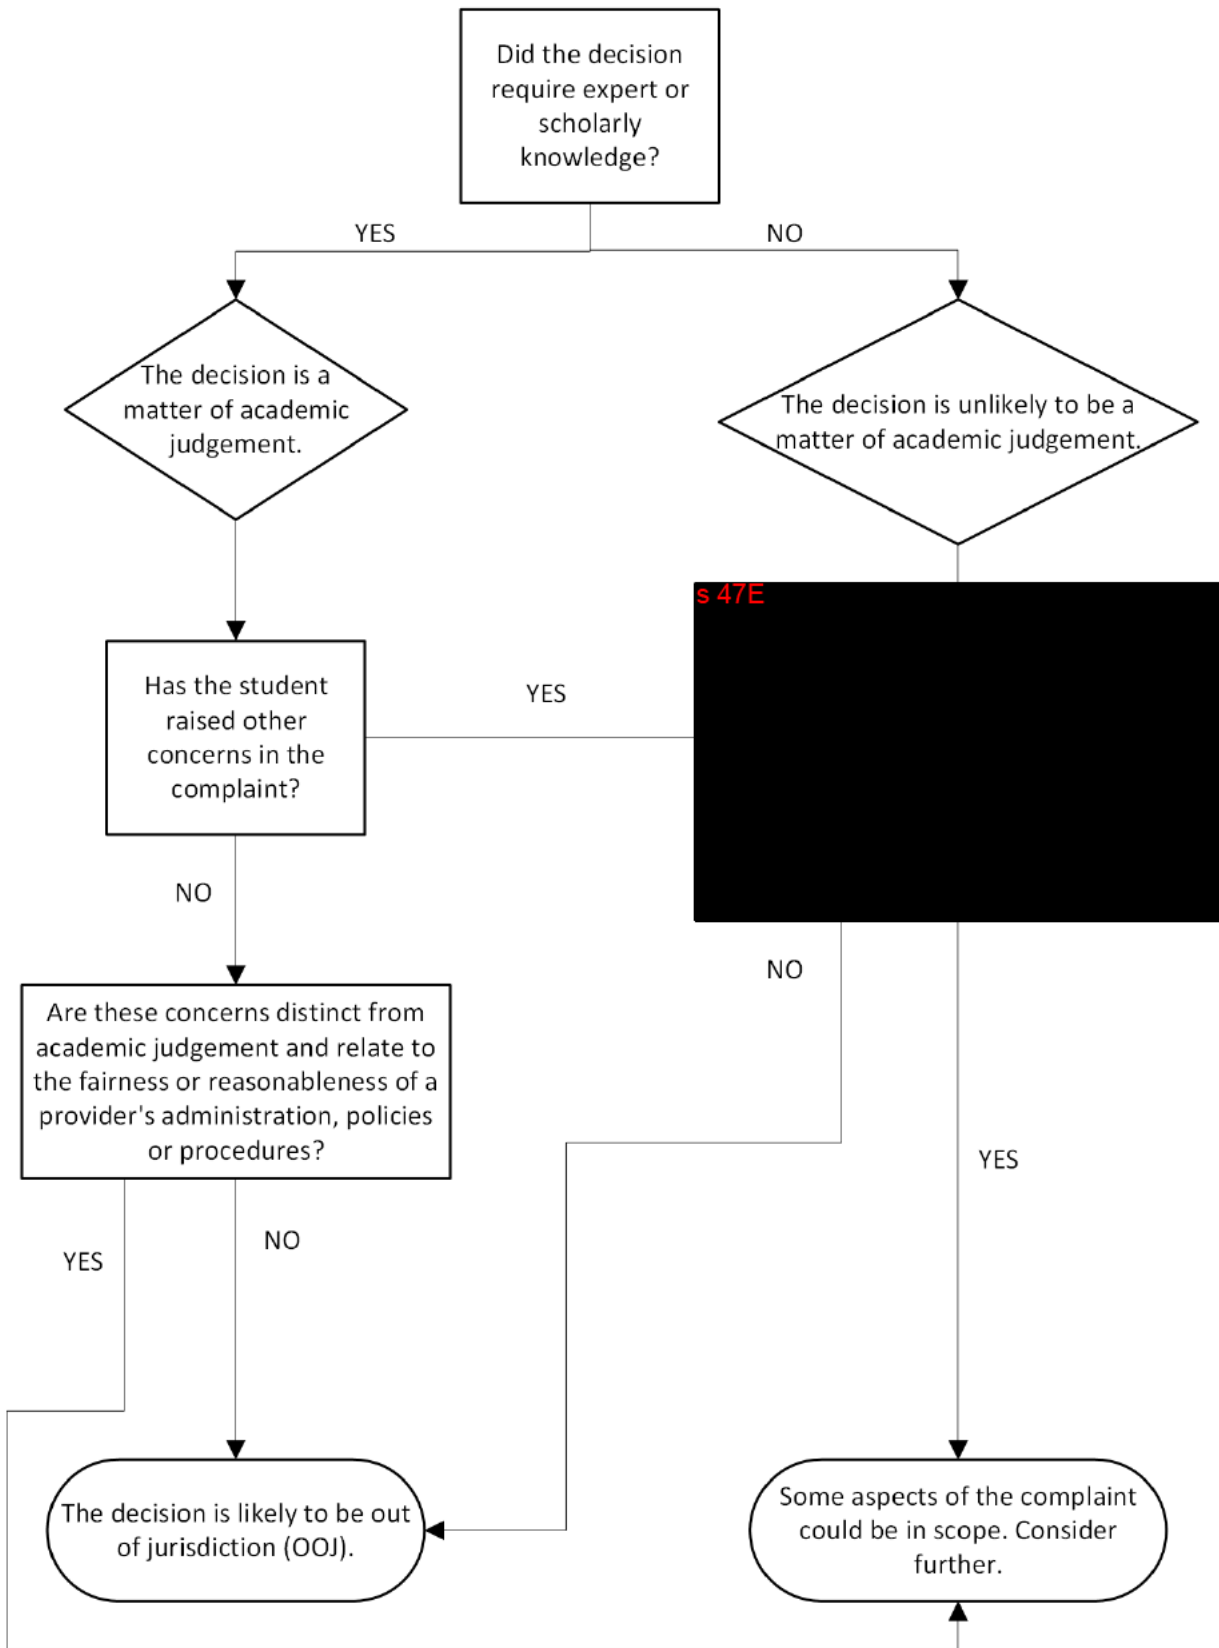 Did the decision
require expert or
scholarly
knowledge?
YES
NO
The decision is a
matter of academic
judgement.
The decision is unlikely to be a
matter of academic judgement.
s 47E
Has the student
raised other
concerns in the
complaint?
YES
NO
NO
Are these concerns distinct from
academic judgement and relate to
the fairness or reasonableness of a
provider's administration, policies
or procedures?
YES
NO
YES
The decision is likely to be out
of jurisdiction (OOJ).
Some aspects of the complaint
could be in scope. Consider
further.